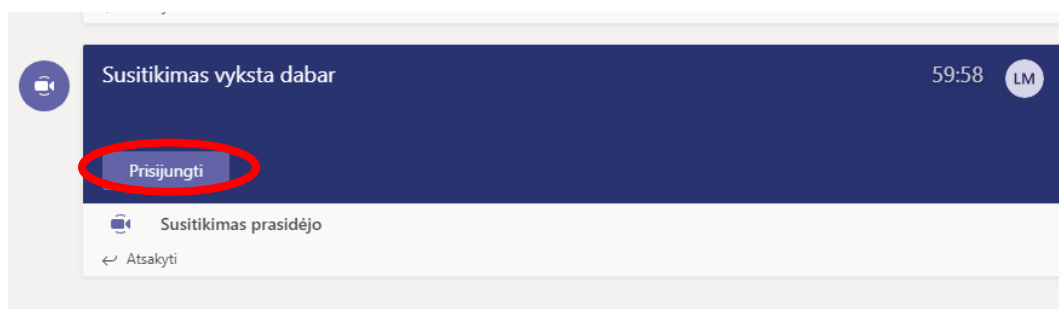 Susitikimas vyksta dabar 59:58 LM
Prisijungti
Susitikimas prasidėjo
Atsakyti